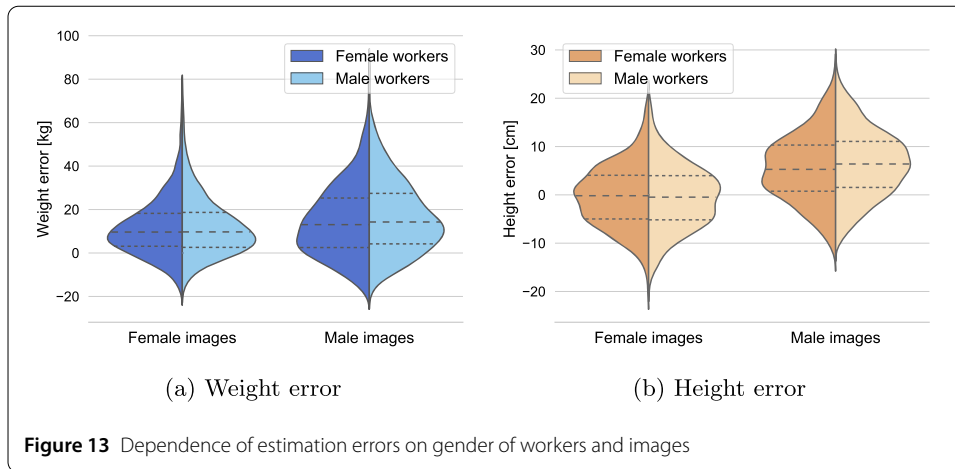 100
80
60
40
20
0
−20
Weight error [kg]
Female workers
Male workers
Female images
Male images
(a) Weight error
30
20
10
0
−10
−20
Height error [cm]
Female workers
Male workers
Female images
Male images
(b) Height error
Figure 13 Dependence of estimation errors on gender of workers and images